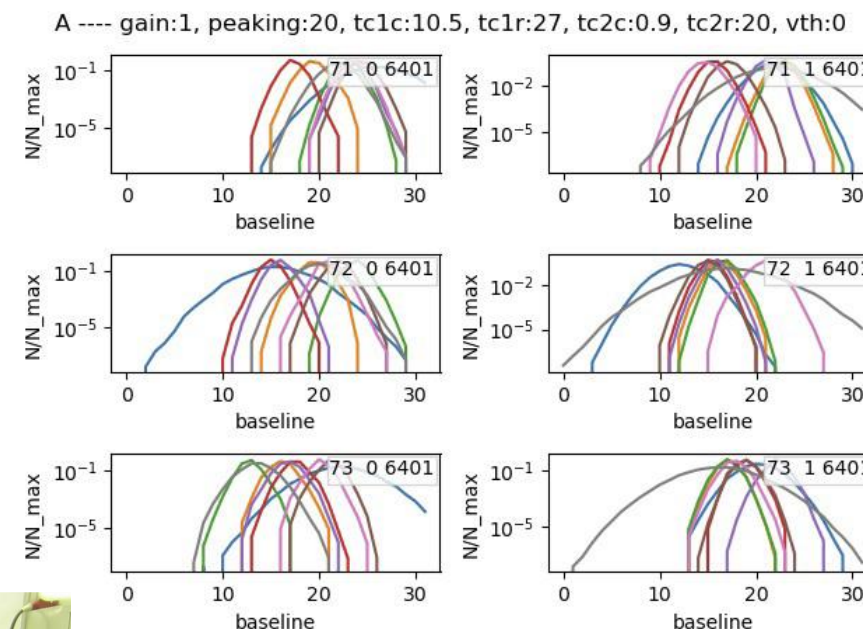 A ---- gain:1, peaking:20, tc1c:10.5, tc1r:27, tc2c:0.9, tc2r:20, vth:0
N/N_max
10⁻¹
10⁻⁵
71 0 6401
0 10 20 30
baseline
N/N_max
10⁻²
10⁻⁵
71 1 6401
0 10 20 30
baseline
N/N_max
10⁻¹
10⁻⁵
72 0 6401
0 10 20 30
baseline
N/N_max
10⁻²
10⁻⁵
72 1 6401
0 10 20 30
baseline
N/N_max
10⁻¹
10⁻⁵
73 0 6401
0 10 20 30
baseline
N/N_max
10⁻¹
10⁻⁵
73 1 6401
0 10 20 30
baseline